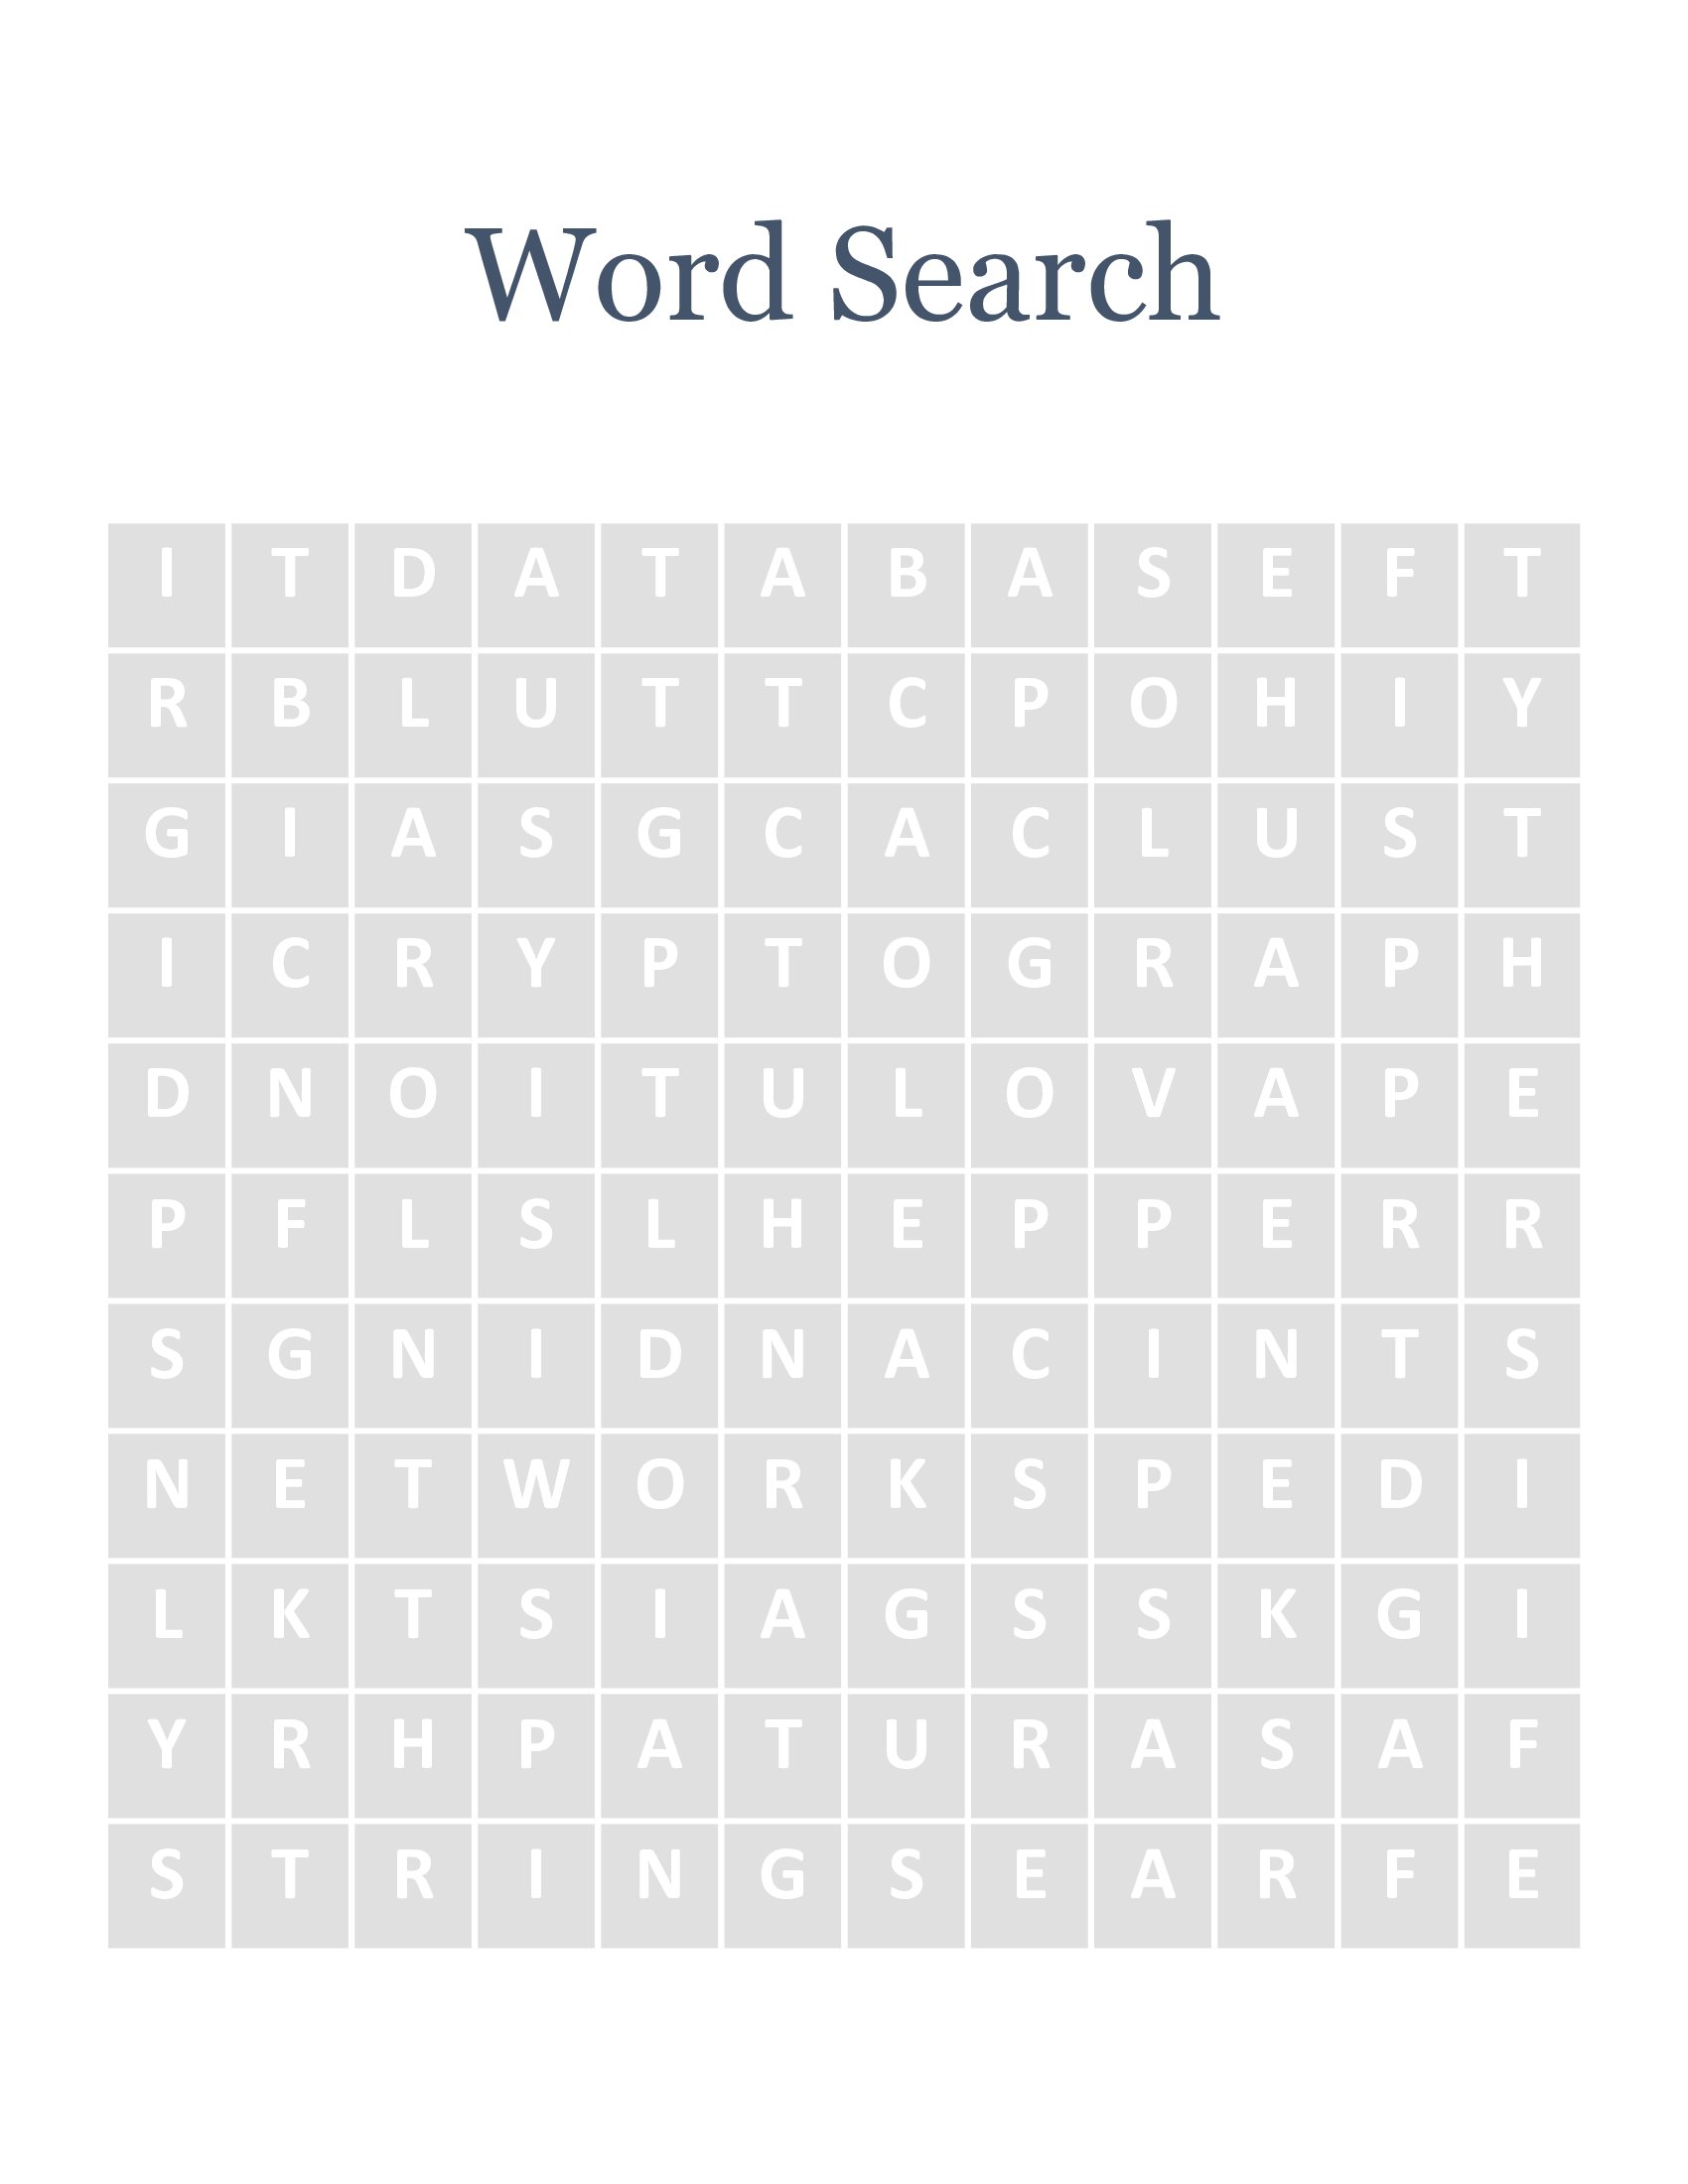 Word Search
I T D A T A B A S E F T
R B L U T T C P O H I Y
G I A S G C A C L U S T
I C R Y P T O G R A P H
D N O I T U L O V A P E
P F L S L H E P P E R R
S G N I D N A C I N T S
N E T W O R K S P E D I
L K T S I A G S S K G I
Y R H P A T U R A S A F
S T R I N G S E A R F E